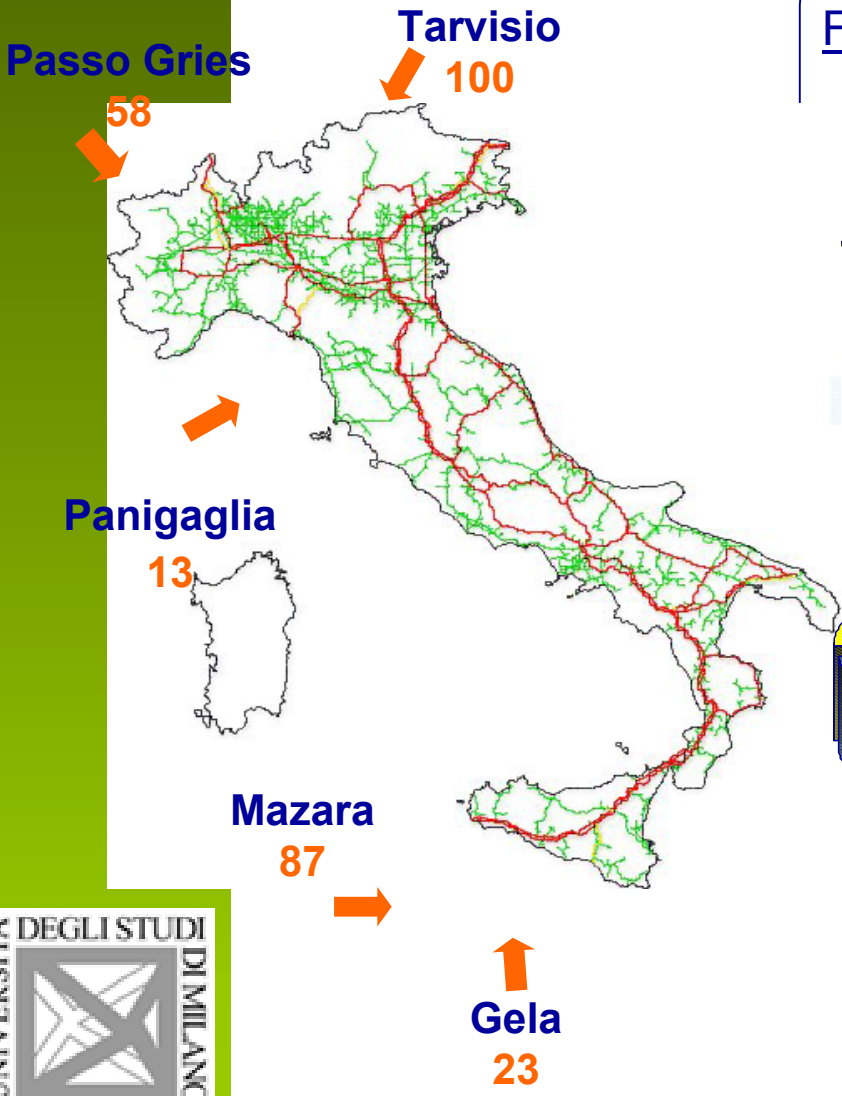 Tarvisio
100
Passo Gries
58
Panigaglia
13
Mazara
87
Gela
23
DEGLI STUDI
DI MILANO